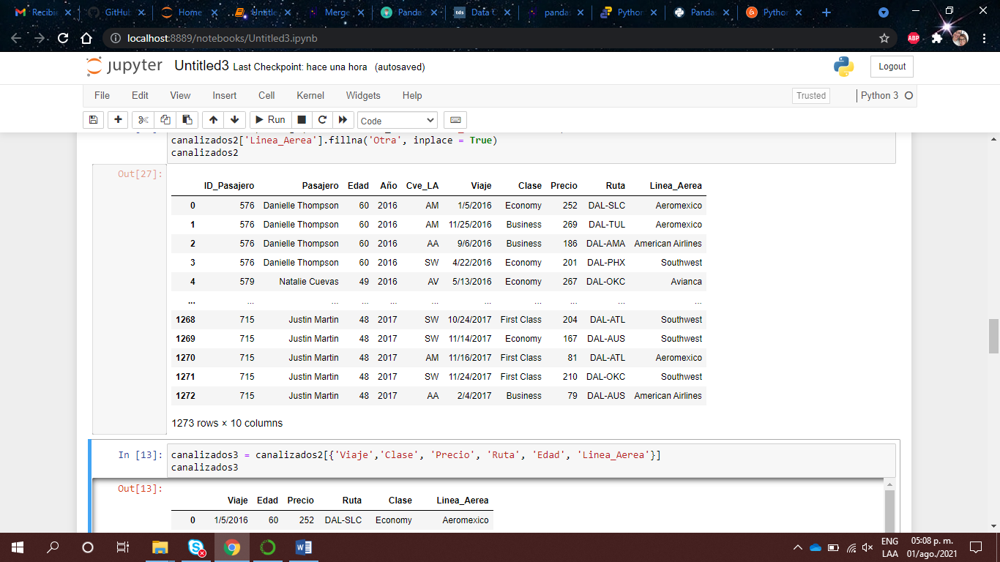 Recibie
GitHub
Home
Untitle
Merge
Panda
Data C
pandas
Python
Panda
Python
localhost:8889/notebooks/Untitled3.ipynb
ABP
jupyter Untitled3 Last Checkpoint: hace una hora (autosaved)
Logout
File Edit View Insert Cell Kernel Widgets Help
Trusted Python 3
Run Code
canalizados2['Linea_Aerea'].fillna('Otra', inplace = True)
canalizados2
Out[27]:
ID_Pasajero Pasajero Edad Año Cve_LA Viaje Clase Precio Ruta Linea_Aerea
0 576 Danielle Thompson 60 2016 AM 1/5/2016 Economy 252 DAL-SLC Aeromexico
1 576 Danielle Thompson 60 2016 AM 11/25/2016 Business 269 DAL-TUL Aeromexico
2 576 Danielle Thompson 60 2016 AA 9/6/2016 Business 186 DAL-AMA American Airlines
3 576 Danielle Thompson 60 2016 SW 4/22/2016 Economy 201 DAL-PHX Southwest
4 579 Natalie Cuevas 49 2016 AV 5/13/2016 Economy 267 DAL-OKC Avianca
... ... ... ... ... ... ... ... ... ... ...
1268 715 Justin Martin 48 2017 SW 10/24/2017 First Class 204 DAL-ATL Southwest
1269 715 Justin Martin 48 2017 SW 11/14/2017 Economy 167 DAL-AUS Southwest
1270 715 Justin Martin 48 2017 AM 11/16/2017 First Class 81 DAL-ATL Aeromexico
1271 715 Justin Martin 48 2017 SW 11/24/2017 First Class 210 DAL-OKC Southwest
1272 715 Justin Martin 48 2017 AA 2/4/2017 Business 79 DAL-AUS American Airlines
1273 rows × 10 columns
In [13]: canalizados3 = canalizados2[{'Viaje','Clase', 'Precio', 'Ruta', 'Edad', 'Linea_Aerea'}]
canalizados3
Out[13]:
Viaje Edad Precio Ruta Clase Linea_Aerea
0 1/5/2016 60 252 DAL-SLC Economy Aeromexico
ENG 05:08 p. m.
LAA 01/ago./2021